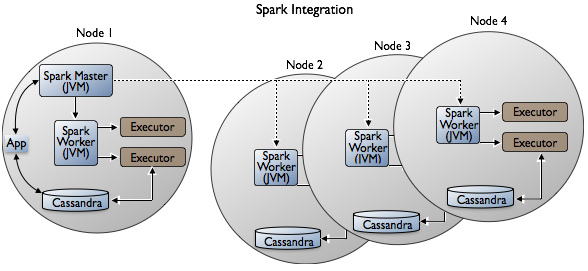 Spark Integration
Node 1
Spark Master
(JVM)
App
Spark
Worker
(JVM)
Executor
Executor
Cassandra
Node 2
Spark
Worker
(JVM)
Cassandra
Node 3
Spark
Worker
(JVM)
Cassandra
Node 4
Spark
Worker
(JVM)
Executor
Executor
Cassandra